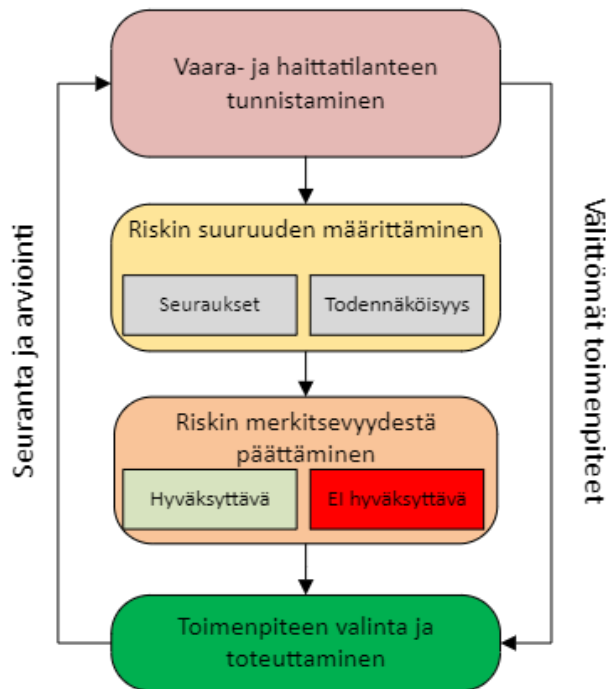 Vaara- ja haittatilanteen
tunnistaminen
Riskin suuruuden määrittäminen
Seuraukset
Todennäköisyys
Riskin merkitsevyydestä
päättäminen
Hyväksyttävä
EI hyväksyttävä
Toimenpiteen valinta ja
toteuttaminen
Seuranta ja arviointi
Välittömät toimenpiteet